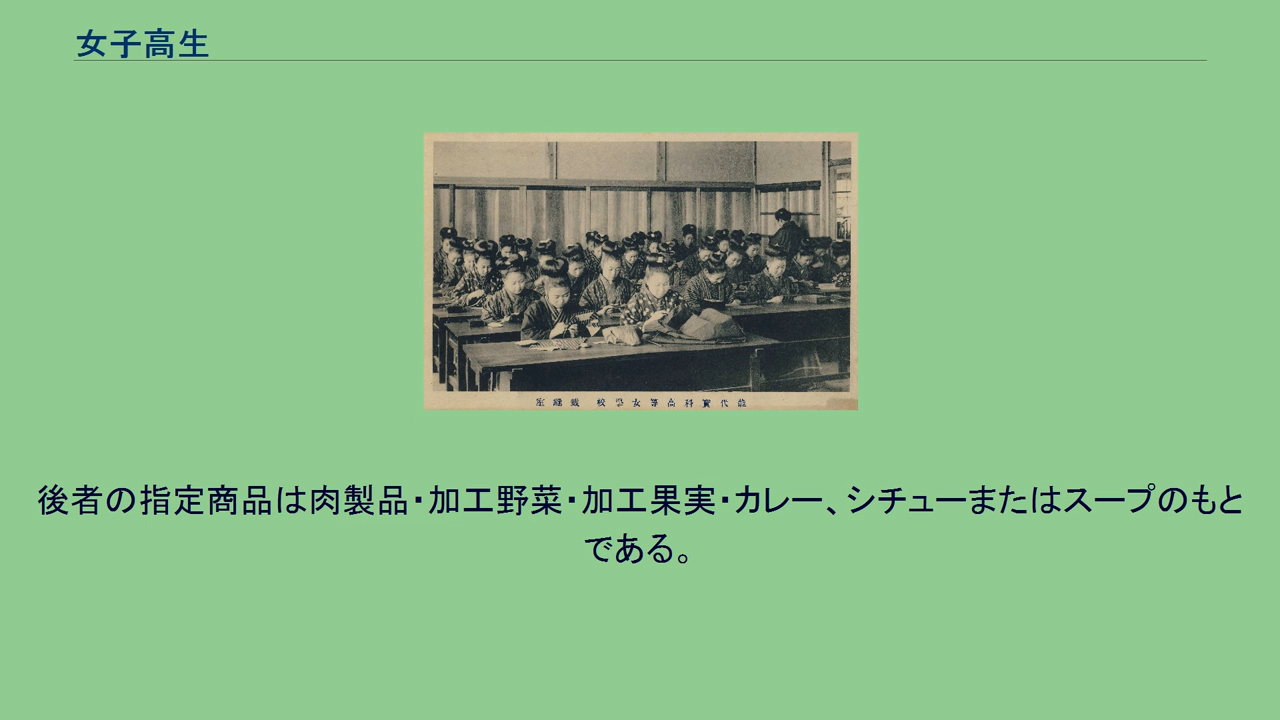 女子高生
能代實科高等女學校 裁縫室
後者の指定商品は肉製品・加工野菜・加工果実・カレー、シチューまたはスープのもと
である。